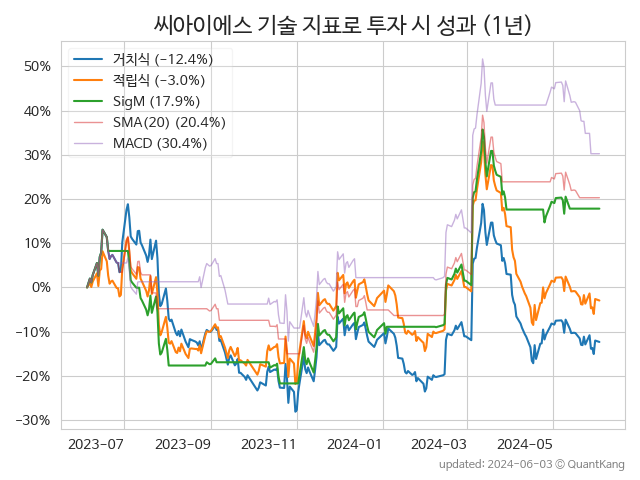 씨아이에스 기술 지표로 투자 시 성과 (1년)
거치식 (−12.4%)
적립식 (−3.0%)
SigM (17.9%)
SMA(20) (20.4%)
MACD (30.4%)
50%
40%
30%
20%
10%
0%
−10%
−20%
−30%
2023-07
2023-09
2023-11
2024-01
2024-03
2024-05
updated: 2024-06-03 © QuantKang